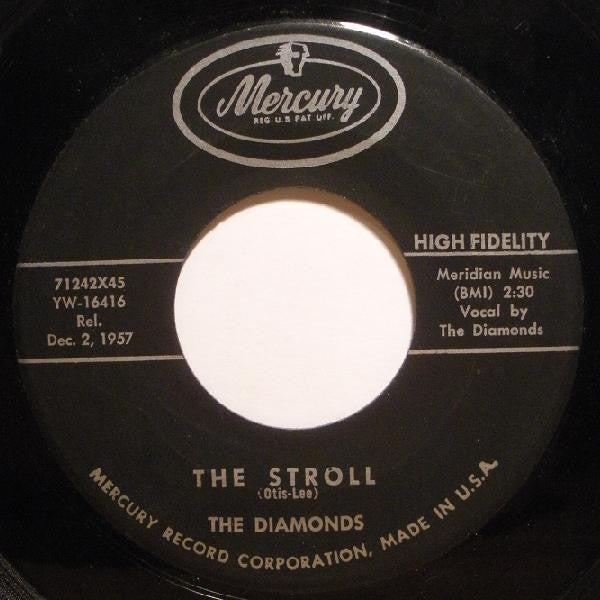 Mercury
REG U.S PAT OFF.
HIGH FIDELITY
71242X45
YW-16416
Rel.
Dec. 2, 1957
Meridian Music
(BMI) 2:30
Vocal by
The Diamonds
THE STROLL
(Otis-Lee)
THE DIAMONDS
MERCURY RECORD CORPORATION, MADE IN U.S.A.